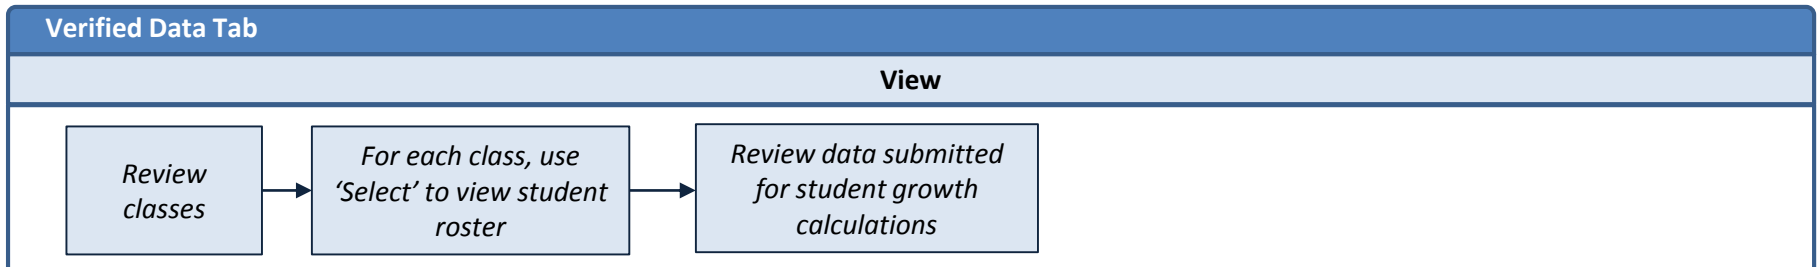 Verified Data Tab
View
Review
classes
For each class, use
‘Select’ to view student
roster
Review data submitted
for student growth
calculations